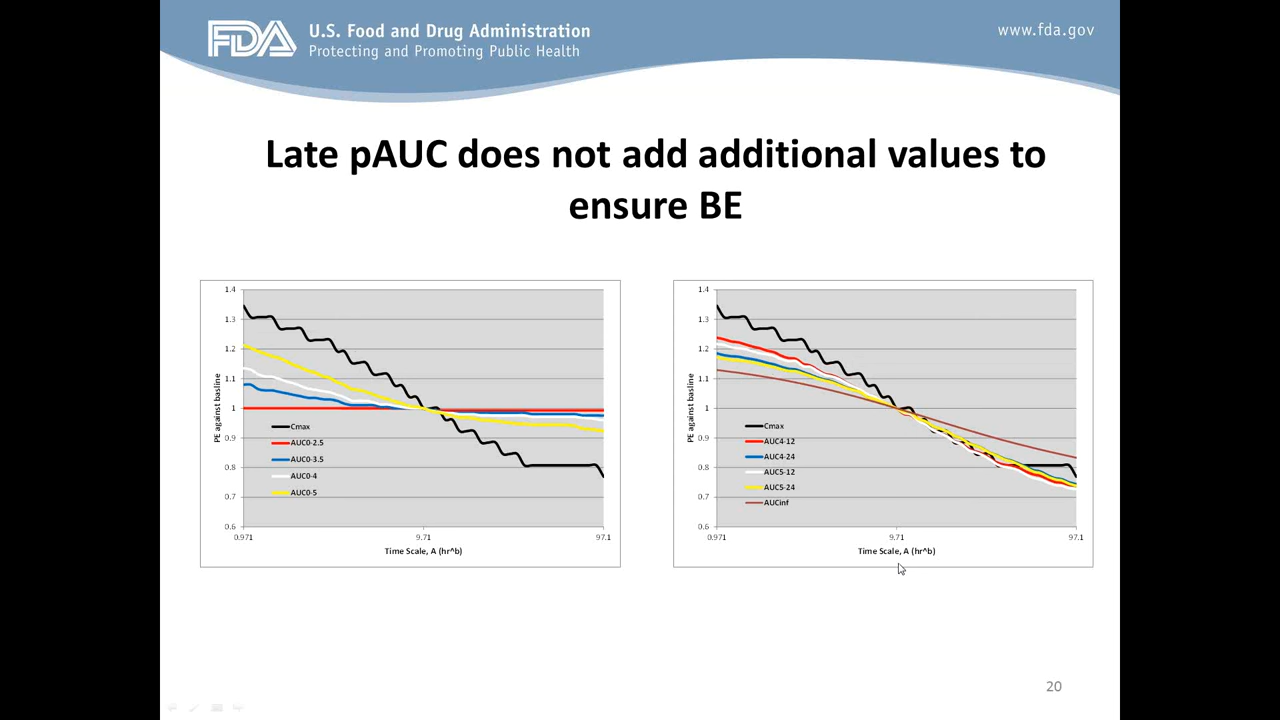 FDA
U.S. Food and Drug Administration
Protecting and Promoting Public Health
www.fda.gov
Late pAUC does not add additional values to
ensure BE
1.4
1.3
1.2
1.1
1
0.9
0.8
0.7
0.6
PE against basline
Cmax
AUC0-2.5
AUC0-3.5
AUC0-4
AUC0-5
0.971
9.71
97.1
Time Scale, A (hr^b)
1.4
1.3
1.2
1.1
1
0.9
0.8
0.7
0.6
PE against basline
Cmax
AUC4-12
AUC4-24
AUC5-12
AUC5-24
AUCinf
0.971
9.71
97.1
Time Scale, A (hr^b)
20